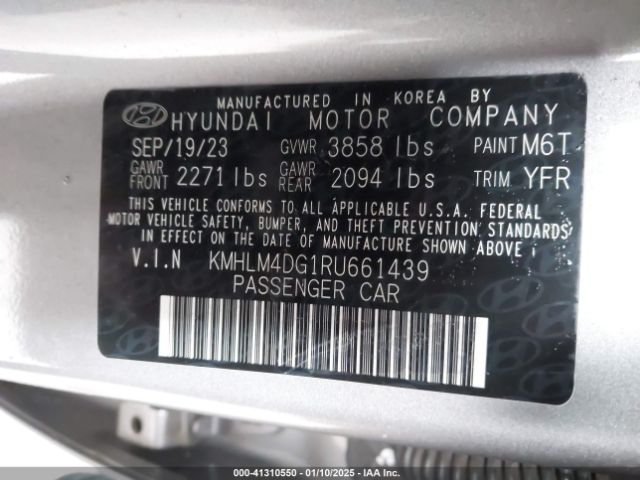 MANUFACTURED IN KOREA BY
HYUNDAI MOTOR COMPANY
SEP/19/23 GVWR 3858 lbs PAINT M6T
GAWR FRONT 2271 lbs GAWR REAR 2094 lbs TRIM YFR
THIS VEHICLE CONFORMS TO ALL APPLICABLE U.S.A. FEDERAL
MOTOR VEHICLE SAFETY, BUMPER, AND THEFT PREVENTION STANDARDS
IN EFFECT ON THE DATE OF MANUFACTURE SHOWN ABOVE.
V.I.N KMHLM4DG1RU661439
PASSENGER CAR
000-41310550 - 01/10/2025 - IAA Inc.